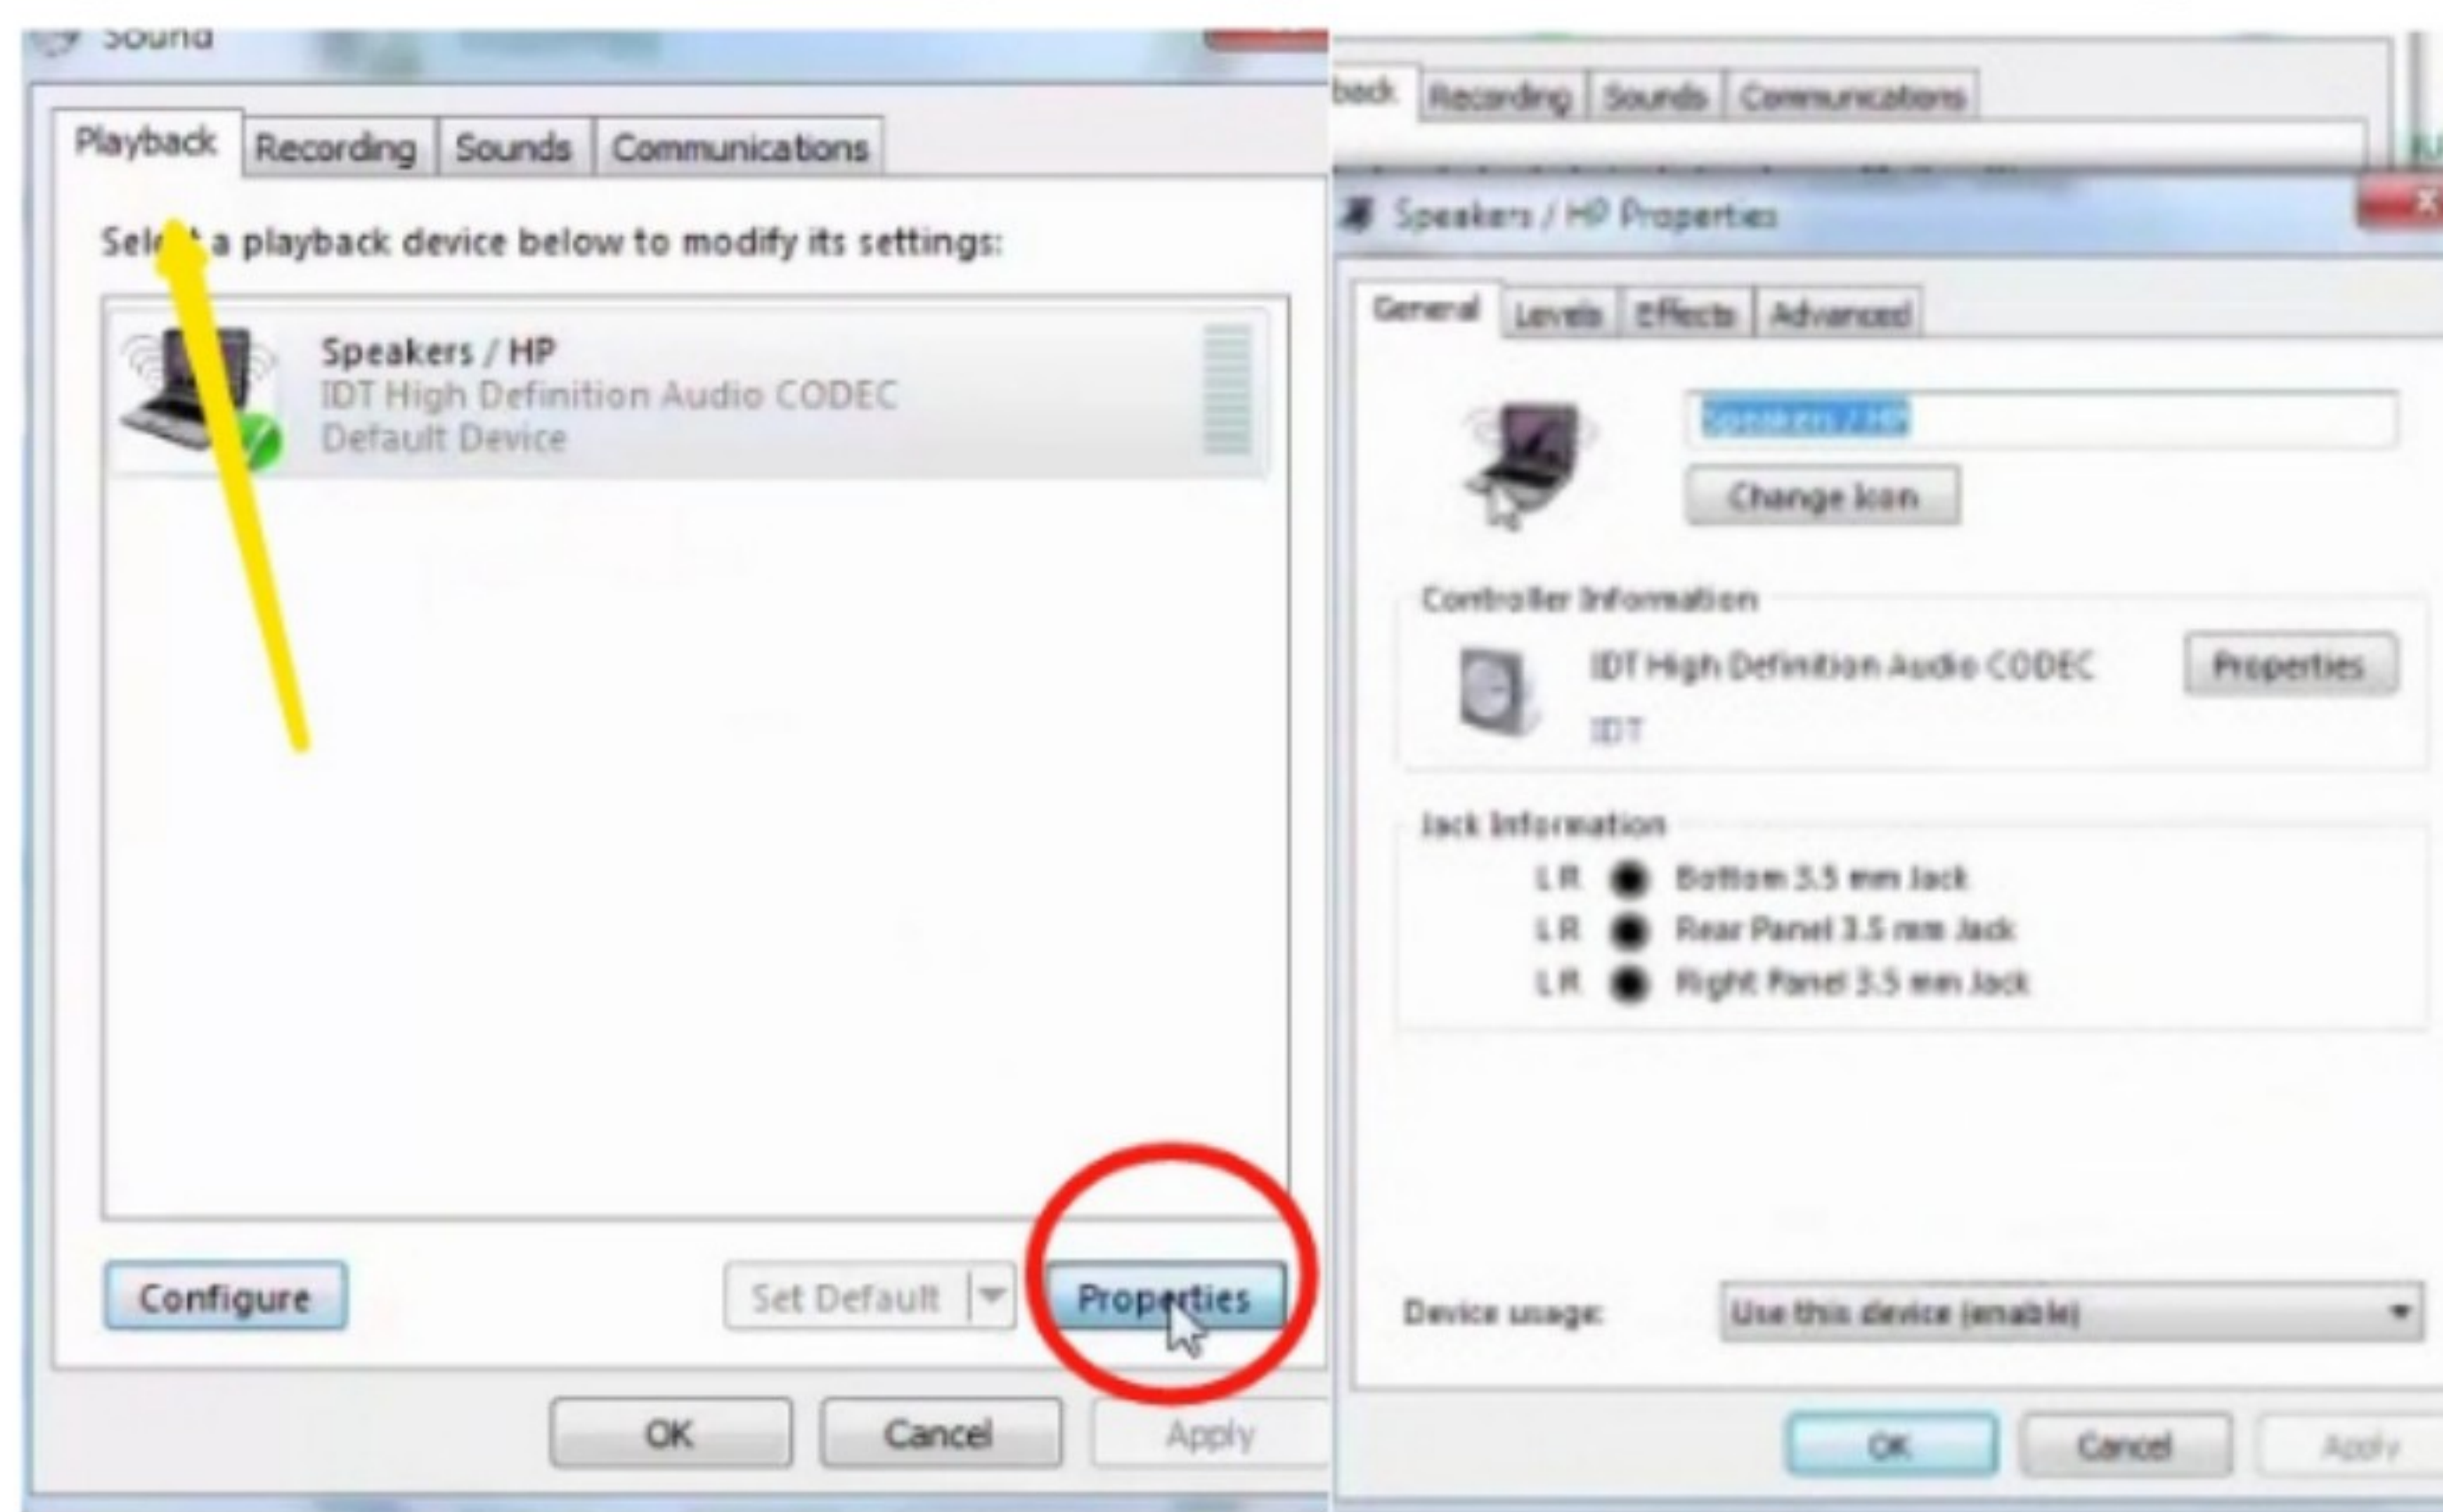 Sound
Playback Recording Sounds Communications
Select a playback device below to modify its settings:
Speakers / HP
IDT High Definition Audio CODEC
Default Device
Configure Set Default Properties
OK Cancel Apply
back Recording Sounds Communications
Speakers / HP Properties
General Levels Effects Advanced
Speakers / HP
Change Icon
Controller Information
IDT High Definition Audio CODEC Properties
IDT
Jack Information
L R Bottom 3.5 mm Jack
L R Rear Panel 3.5 mm Jack
L R Right Panel 3.5 mm Jack
Device usage: Use this device (enable)
OK Cancel Apply